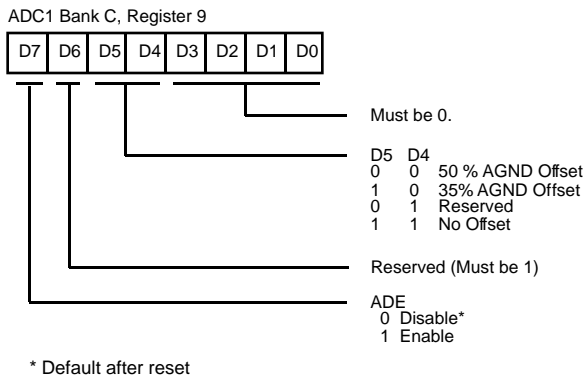 ADC1 Bank C, Register 9
D7 D6 D5 D4 D3 D2 D1 D0
Must be 0.
D5 D4
0 0 50 % AGND Offset
1 0 35% AGND Offset
0 1 Reserved
1 1 No Offset
Reserved (Must be 1)
ADE
0 Disable*
1 Enable
* Default after reset